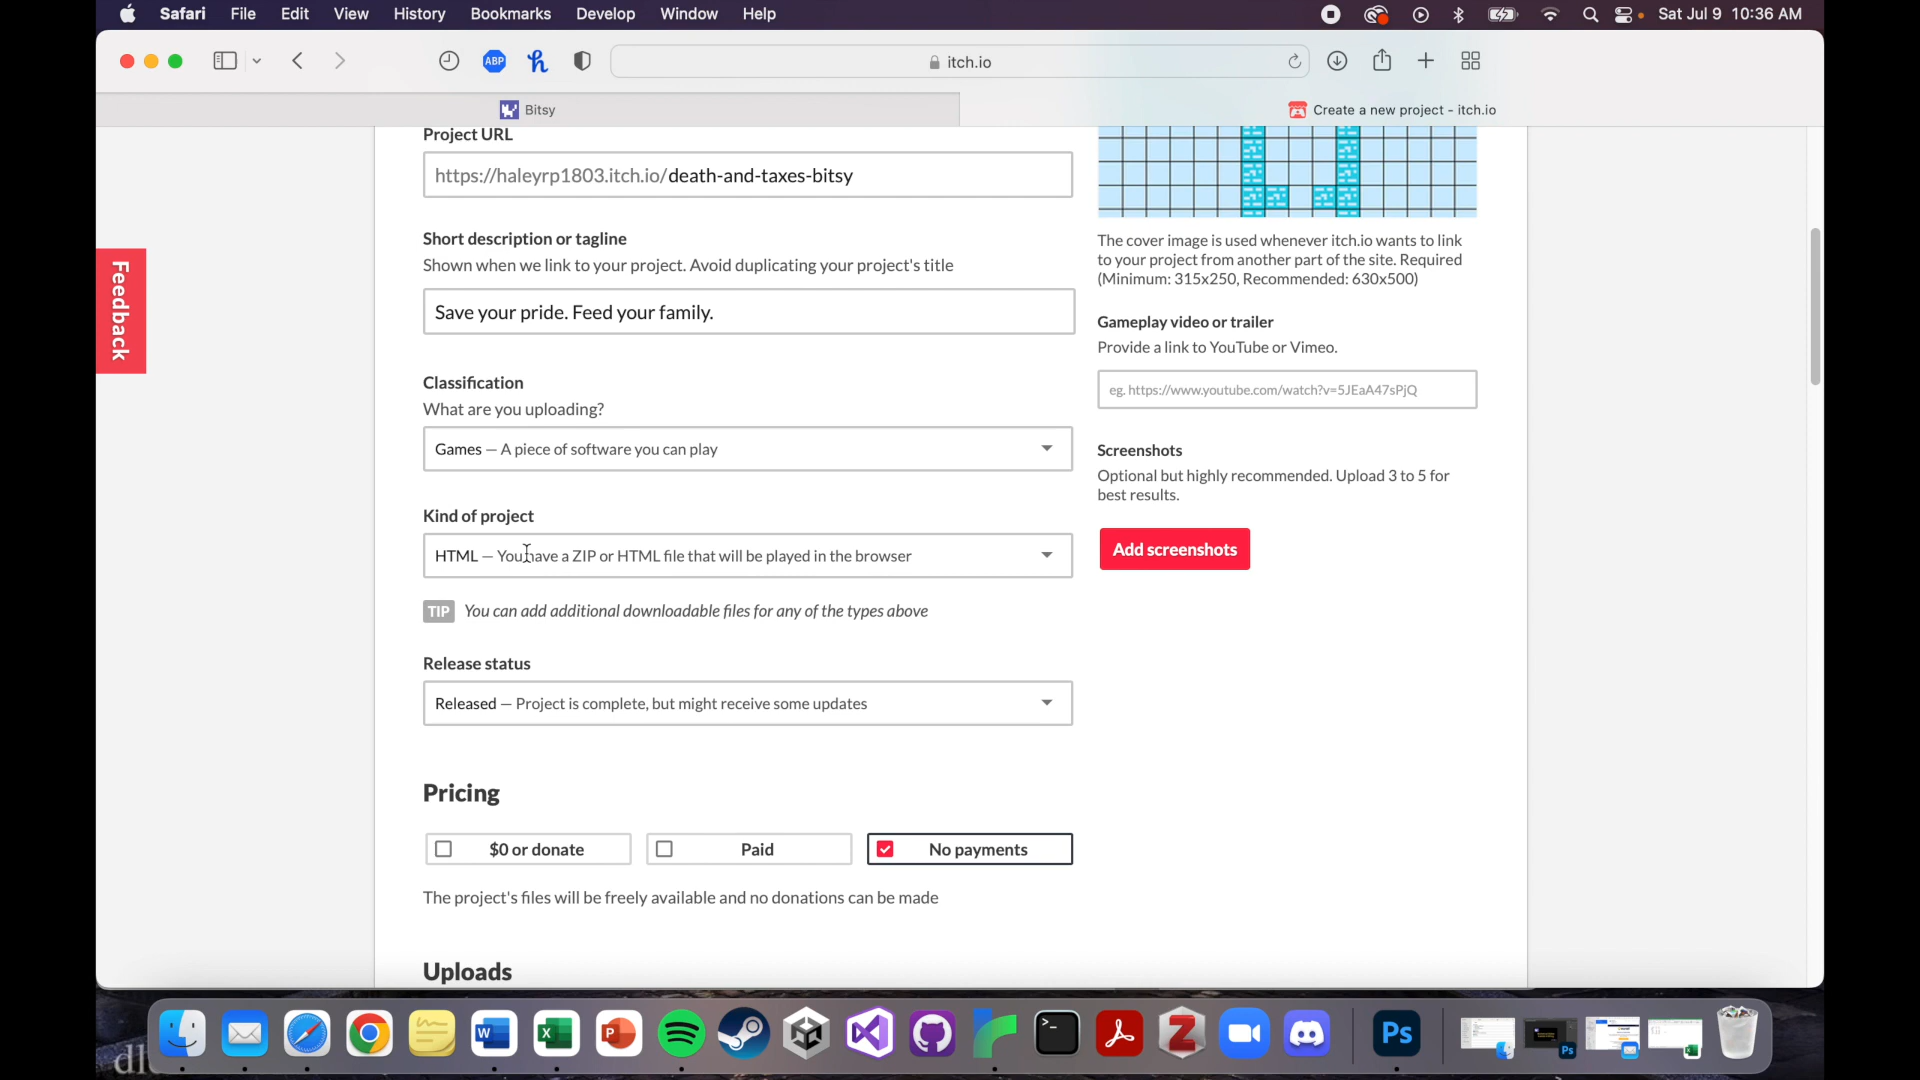 Safari File Edit View History Bookmarks Develop Window Help Sat Jul 9 10:36 AM
ABP
itch.io
Bitsy
Create a new project - itch.io
Project URL
https://haleyrp1803.itch.io/death-and-taxes-bitsy
Short description or tagline
Shown when we link to your project. Avoid duplicating your project's title
Save your pride. Feed your family.
Classification
What are you uploading?
Games — A piece of software you can play
Kind of project
HTML — You have a ZIP or HTML file that will be played in the browser
TIP You can add additional downloadable files for any of the types above
Release status
Released — Project is complete, but might receive some updates
Pricing
$0 or donate
Paid
No payments
The project's files will be freely available and no donations can be made
Uploads
The cover image is used whenever itch.io wants to link
to your project from another part of the site. Required
(Minimum: 315x250, Recommended: 630x500)
Gameplay video or trailer
Provide a link to YouTube or Vimeo.
eg. https://www.youtube.com/watch?v=5JEaA47sPjQ
Screenshots
Optional but highly recommended. Upload 3 to 5 for
best results.
Add screenshots
Feedback
W
X
P
Z
Ps
Ps